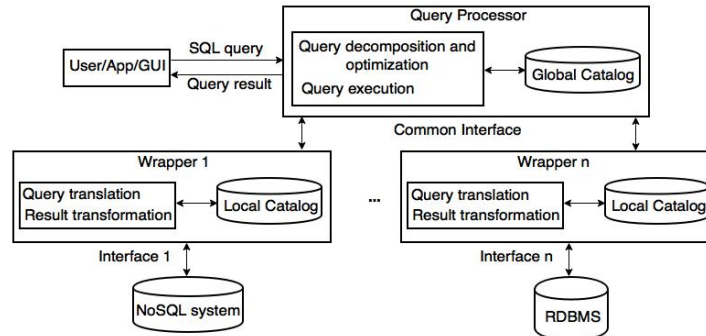 Query Processor
SQL query
User/App/GUI
Query result
Query decomposition and
optimization
Query execution
Global Catalog
Common Interface
Wrapper 1
Query translation
Result transformation
Local Catalog
...
Wrapper n
Query translation
Result transformation
Local Catalog
Interface 1
Interface n
NoSQL system
RDBMS